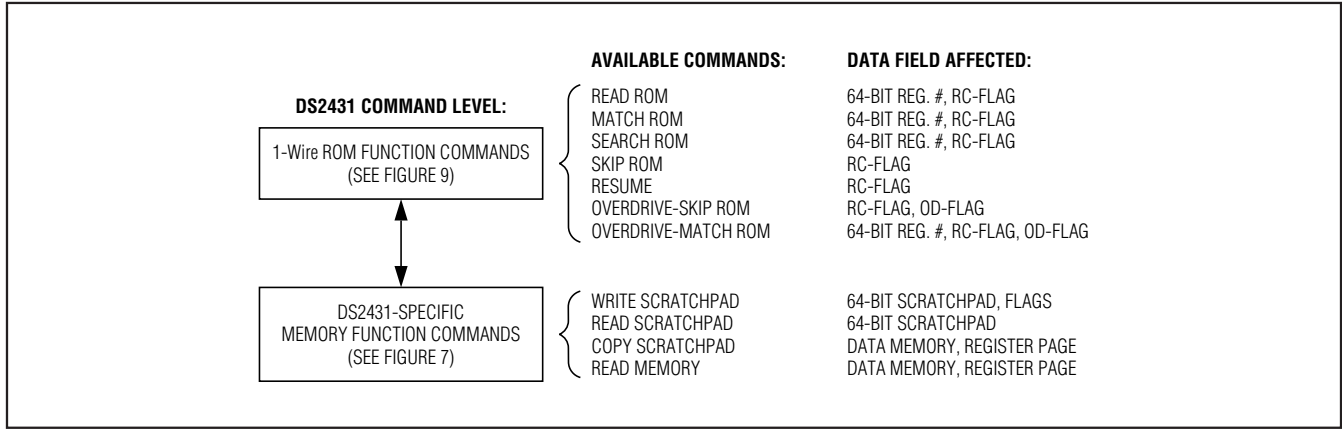 AVAILABLE COMMANDS: DATA FIELD AFFECTED:
DS2431 COMMAND LEVEL:
1-Wire ROM FUNCTION COMMANDS
(SEE FIGURE 9)
READ ROM 64-BIT REG. #, RC-FLAG
MATCH ROM 64-BIT REG. #, RC-FLAG
SEARCH ROM 64-BIT REG. #, RC-FLAG
SKIP ROM RC-FLAG
RESUME RC-FLAG
OVERDRIVE-SKIP ROM RC-FLAG, OD-FLAG
OVERDRIVE-MATCH ROM 64-BIT REG. #, RC-FLAG, OD-FLAG
DS2431-SPECIFIC
MEMORY FUNCTION COMMANDS
(SEE FIGURE 7)
WRITE SCRATCHPAD 64-BIT SCRATCHPAD, FLAGS
READ SCRATCHPAD 64-BIT SCRATCHPAD
COPY SCRATCHPAD DATA MEMORY, REGISTER PAGE
READ MEMORY DATA MEMORY, REGISTER PAGE